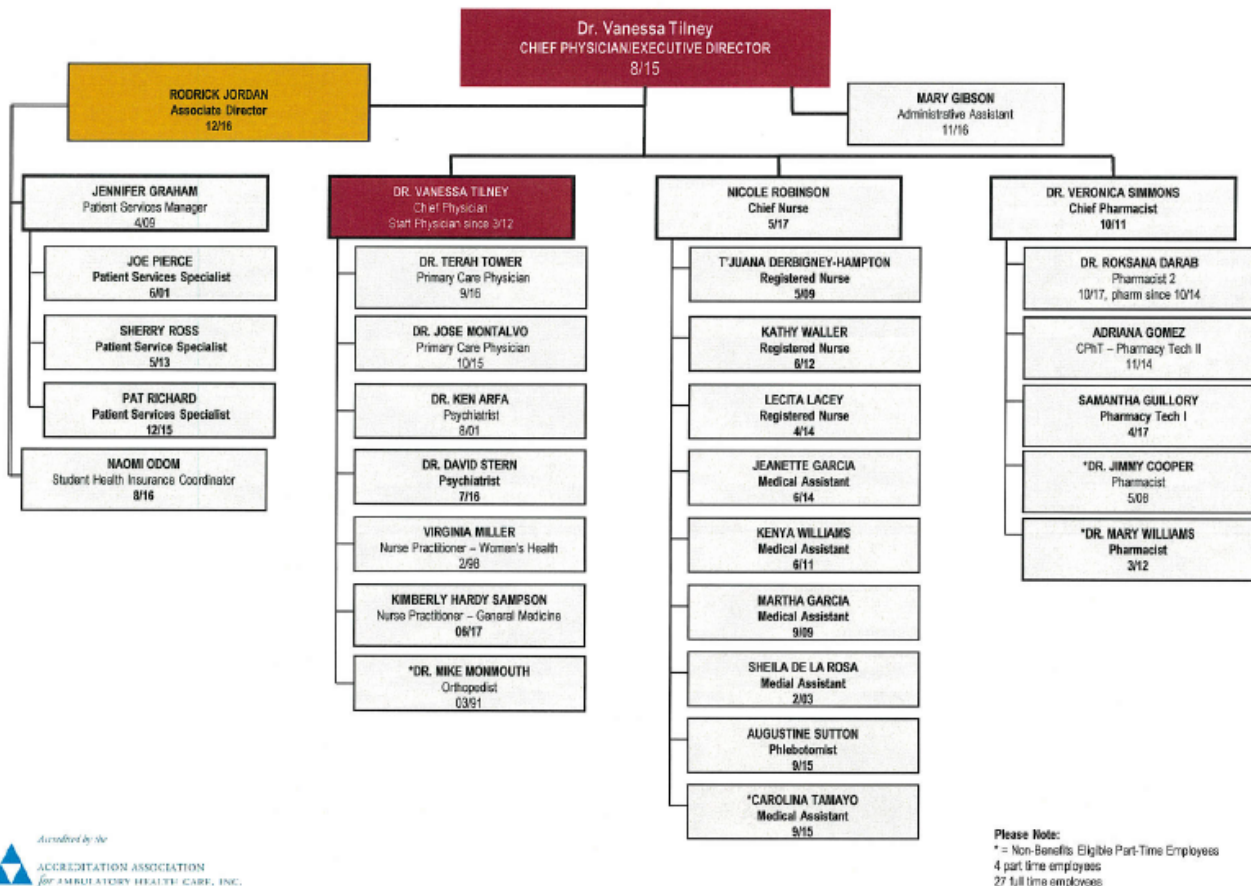 Dr. Vanessa Tilney
CHIEF PHYSICIAN/EXECUTIVE DIRECTOR
8/15
RODRICK JORDAN
Associate Director
12/16
MARY GIBSON
Administrative Assistant
11/16
JENNIFER GRAHAM
Patient Services Manager
4/09
JOE PIERCE
Patient Services Specialist
6/01
SHERRY ROSS
Patient Service Specialist
5/13
PAT RICHARD
Patient Services Specialist
12/15
NAOMI ODOM
Student Health Insurance Coordinator
8/16
DR. VANESSA TILNEY
Chief Physician
Staff Physician since 3/12
DR. TERAH TOWER
Primary Care Physician
9/16
DR. JOSE MONTALVO
Primary Care Physician
10/15
DR. KEN ARFA
Psychiatrist
8/01
DR. DAVID STERN
Psychiatrist
7/16
VIRGINIA MILLER
Nurse Practitioner – Women's Health
2/98
KIMBERLY HARDY SAMPSON
Nurse Practitioner – General Medicine
06/17
*DR. MIKE MONMOUTH
Orthopedist
03/91
NICOLE ROBINSON
Chief Nurse
5/17
T'JUANA DERBIGNEY-HAMPTON
Registered Nurse
5/09
KATHY WALLER
Registered Nurse
6/12
LECITA LACEY
Registered Nurse
4/14
JEANETTE GARCIA
Medical Assistant
6/14
KENYA WILLIAMS
Medical Assistant
6/11
MARTHA GARCIA
Medical Assistant
9/09
SHEILA DE LA ROSA
Medial Assistant
2/03
AUGUSTINE SUTTON
Phlebotomist
9/15
*CAROLINA TAMAYO
Medical Assistant
9/15
DR. VERONICA SIMMONS
Chief Pharmacist
10/11
DR. ROKSANA DARAB
Pharmacist 2
10/17, pharm since 10/14
ADRIANA GOMEZ
CPhT – Pharmacy Tech II
11/14
SAMANTHA GUILLORY
Pharmacy Tech I
4/17
*DR. JIMMY COOPER
Pharmacist
5/08
*DR. MARY WILLIAMS
Pharmacist
3/12
Accredited by the
ACCREDITATION ASSOCIATION
for AMBULATORY HEALTH CARE, INC.
Please Note:
* = Non-Benefits Eligible Part-Time Employees
4 part time employees
27 full time employees